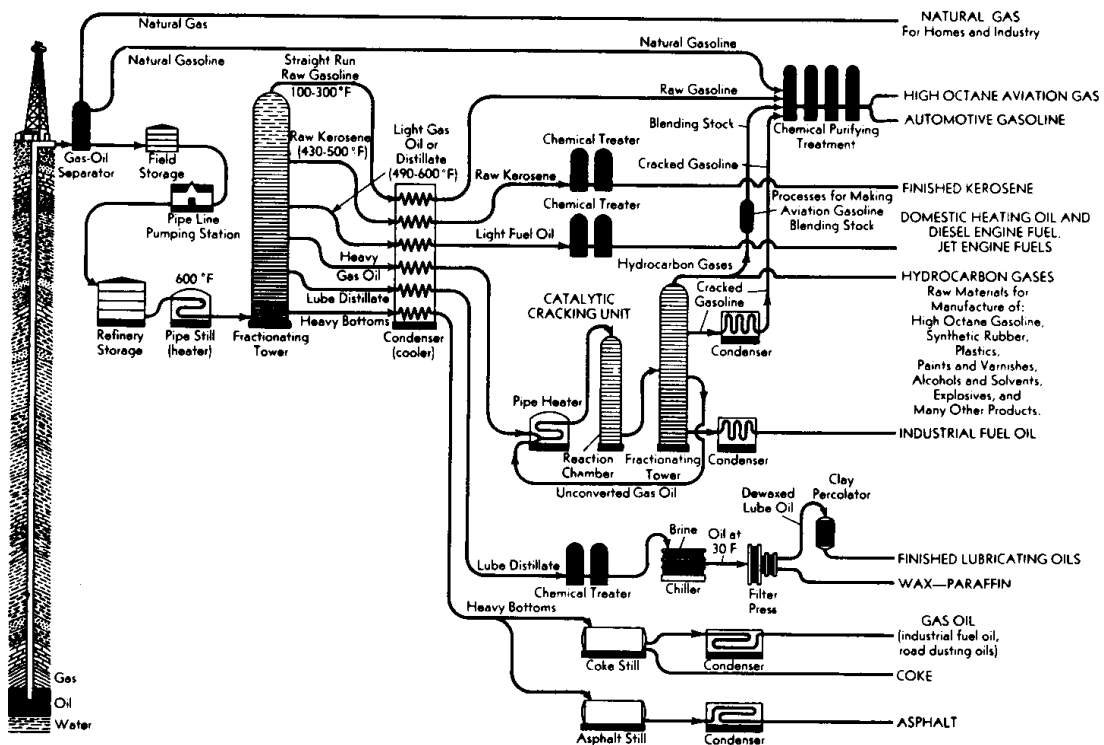 Natural Gas
NATURAL GAS
For Homes and Industry
Natural Gasoline
Natural Gasoline
Straight Run
Raw Gasoline
100-300°F
Raw Gasoline
HIGH OCTANE AVIATION GAS
AUTOMOTIVE GASOLINE
Chemical Purifying
Treatment
Blending Stock
Cracked Gasoline
Gas-Oil
Separator
Field
Storage
Pipe Line
Pumping Station
Raw Kerosene
(430-500°F)
Light Gas
Oil or
Distillate
(490-600°F)
Chemical Treater
Raw Kerosene
FINISHED KEROSENE
Chemical Treater
Light Fuel Oil
Processes for Making
Aviation Gasoline
Blending Stock
DOMESTIC HEATING OIL AND
DIESEL ENGINE FUEL.
JET ENGINE FUELS
Heavy
Gas Oil
Lube Distillate
Heavy Bottoms
600°F
Refinery
Storage
Pipe Still
(heater)
Fractionating
Tower
Condenser
(cooler)
Hydrocarbon Gases
Cracked
Gasoline
HYDROCARBON GASES
Raw Materials for
Manufacture of:
High Octane Gasoline,
Synthetic Rubber,
Plastics,
Paints and Varnishes,
Alcohols and Solvents,
Explosives, and
Many Other Products.
CATALYTIC
CRACKING UNIT
Condenser
Pipe Heater
Reaction
Chamber
Fractionating
Tower
Condenser
INDUSTRIAL FUEL OIL
Unconverted Gas Oil
Dewaxed
Lube Oil
Clay
Percolator
Brine
Oil at
30 F
Lube Distillate
Chemical Treater
Chiller
Filter
Press
FINISHED LUBRICATING OILS
WAX—PARAFFIN
Heavy Bottoms
Coke Still
Condenser
GAS OIL
(industrial fuel oil,
road dusting oils)
COKE
Asphalt Still
Condenser
ASPHALT
Gas
Oil
Water